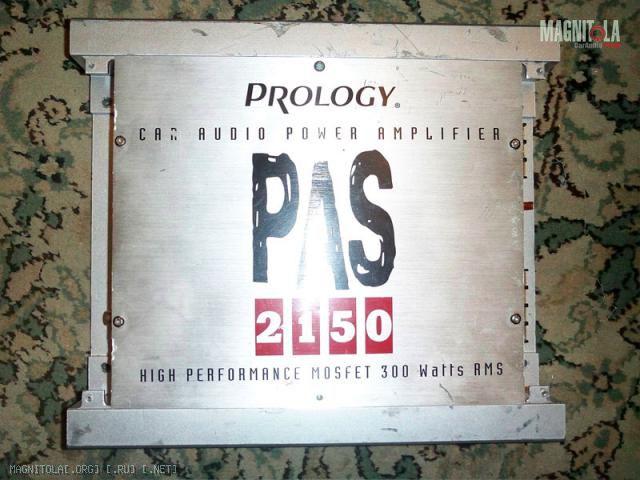 MAGNITOLA
PROLOGY®
CAR AUDIO POWER AMPLIFIER
PAS
2150
HIGH PERFORMANCE MOSFET 300 Watts RMS
MAGNITOLA[.ORG] [.RU] [.NET]